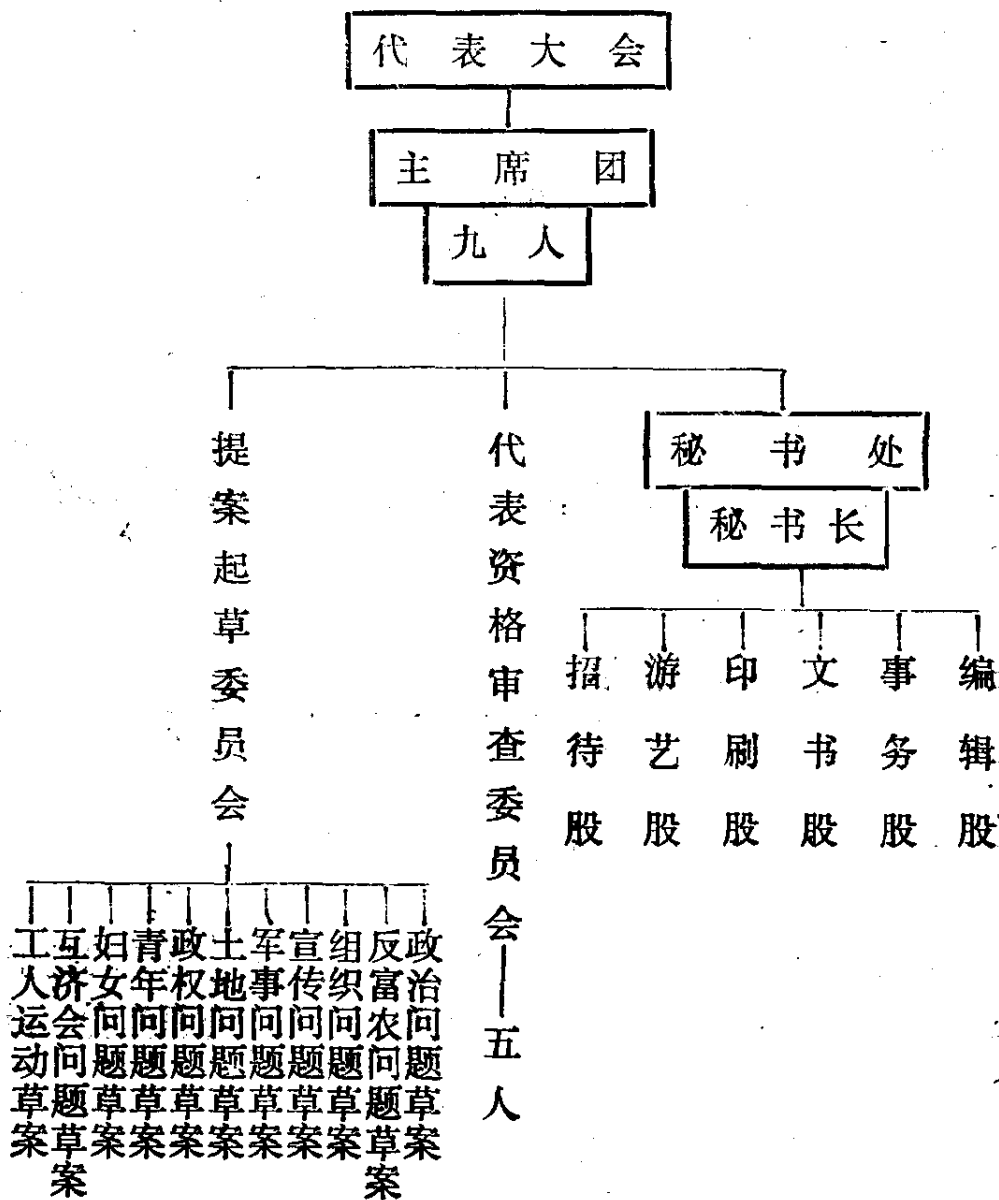 代表大会
主席团
九人
提案起草委员会
代表资格审查委员会——五人
秘书处
秘书长
招待股
游艺股
印刷股
文书股
事务股
编辑股
工人运动草案
互济会问题草案
妇女问题草案
青年问题草案
政权问题草案
土地问题草案
军事问题草案
宣传问题草案
组织问题草案
反富农问题草案
政治问题草案